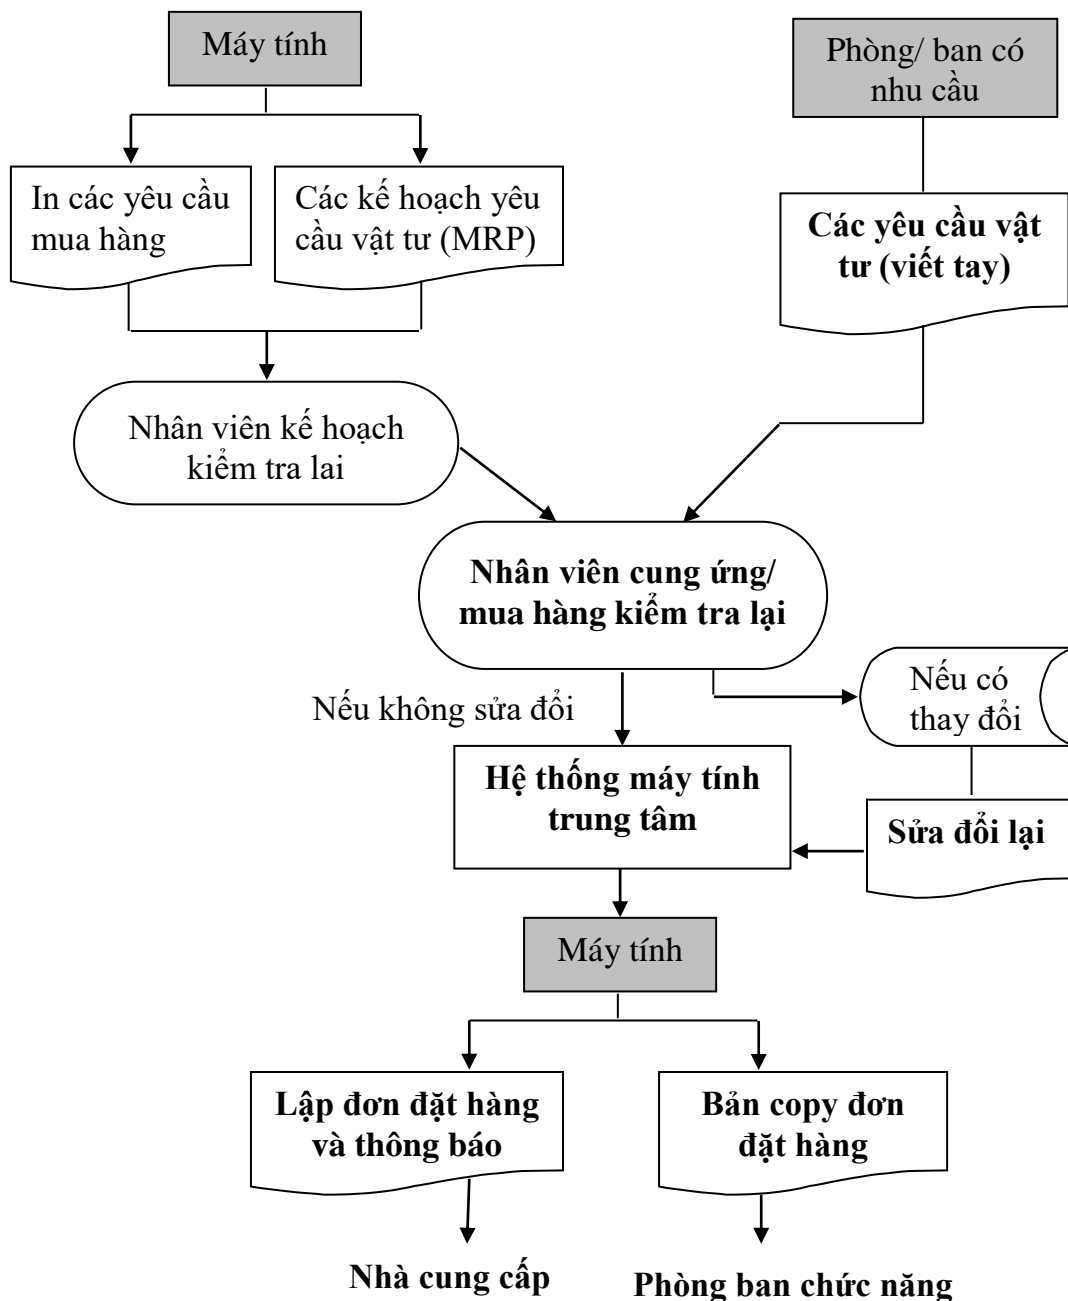 Máy tính
Phòng/ ban có
nhu cầu
In các yêu cầu
mua hàng
Các kế hoạch yêu
cầu vật tư (MRP)
Các yêu cầu vật
tư (viết tay)
Nhân viên kế hoạch
kiểm tra lai
Nhân viên cung ứng/
mua hàng kiểm tra lại
Nếu không sửa đổi
Nếu có
thay đổi
Hệ thống máy tính
trung tâm
Sửa đổi lại
Máy tính
Lập đơn đặt hàng
và thông báo
Bản copy đơn
đặt hàng
Nhà cung cấp
Phòng ban chức năng